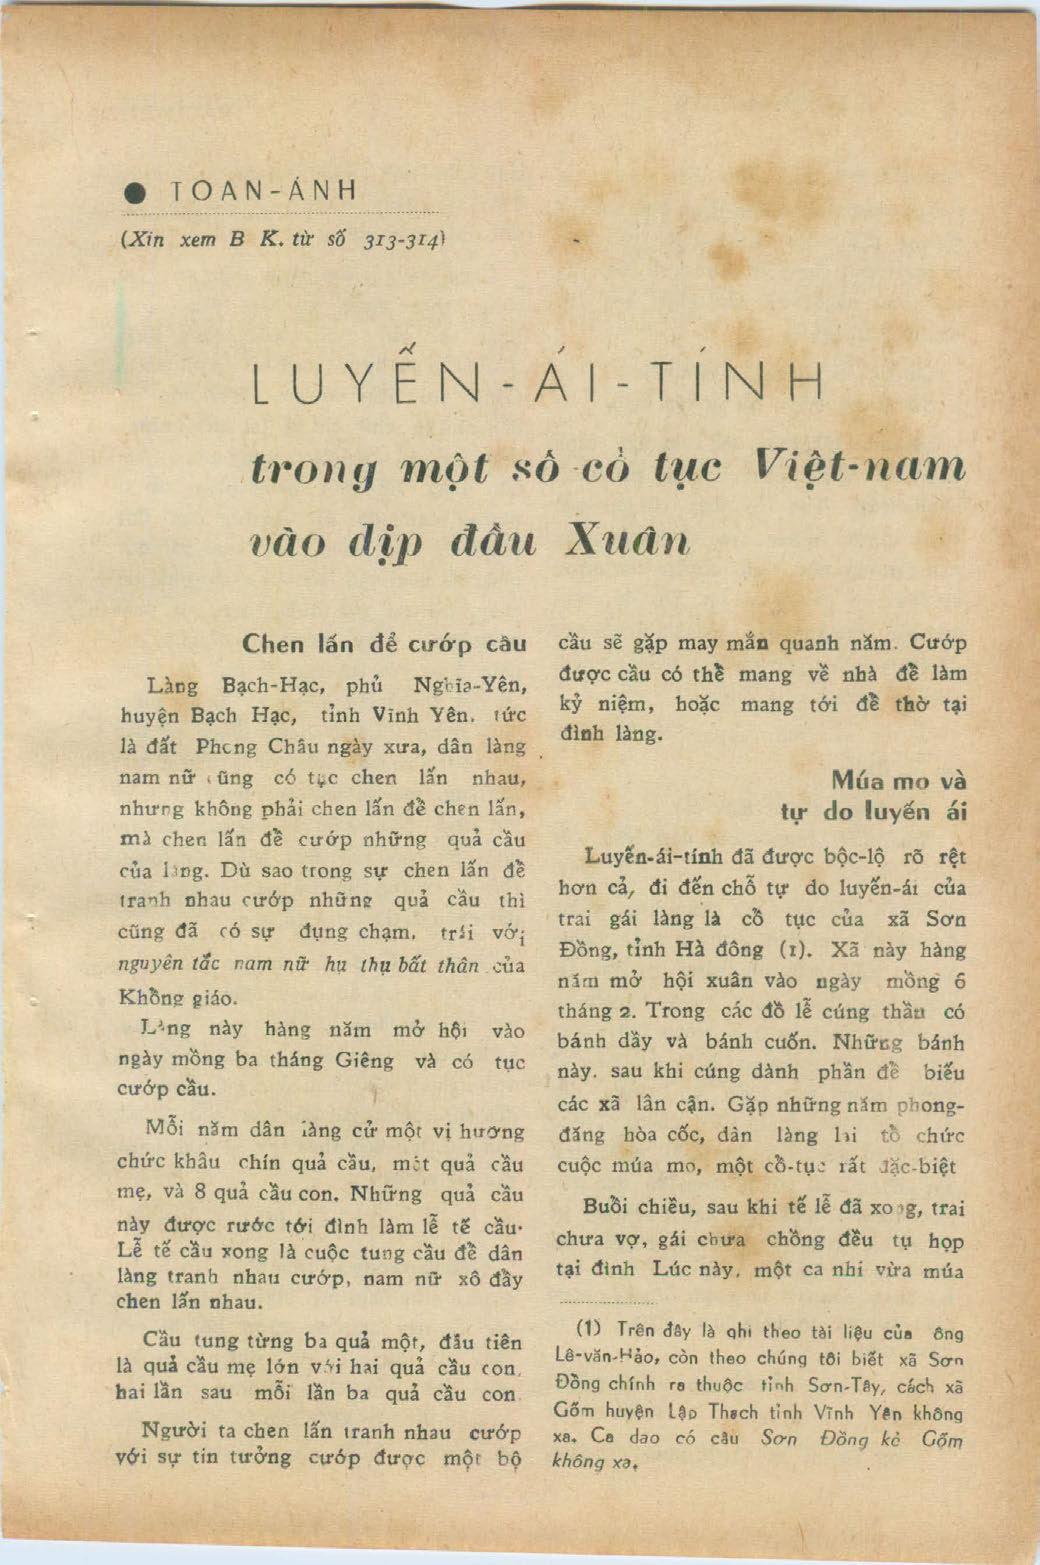 ● TOAN-ÁNH
(Xin xem B K. từ số 313-314)
LUYẾN-ÁI-TÍNH
trong một số cổ tục Việt-nam
vào dịp đầu Xuân
Chen lấn để cướp cầu
Làng Bạch-Hạc, phủ Nghĩa-Yên,
huyện Bạch Hạc, tỉnh Vĩnh Yên, tức
là đất Phong Châu ngày xưa, dân làng
nam nữ cũng có tục chen lấn nhau,
nhưng không phải chen lấn để chen lấn,
mà chen lấn để cướp những quả cầu
của làng. Dù sao trong sự chen lấn để
tranh nhau cướp những quả cầu thì
cũng đã có sự đụng chạm, trái với
nguyên tắc nam nữ hụ thụ bất thân của
Khổng giáo.
Làng này hàng năm mở hội vào
ngày mồng ba tháng Giêng và có tục
cướp cầu.
Mỗi năm dân làng cử một vị hương
chức khâu chín quả cầu, một quả cầu
mẹ, và 8 quả cầu con. Những quả cầu
này được rước tới đình làm lễ tế cầu.
Lễ tế cầu xong là cuộc tung cầu để dân
làng tranh nhau cướp, nam nữ xô đẩy
chen lấn nhau.
Cầu tung từng ba quả một, đầu tiên
là quả cầu mẹ lớn với hai quả cầu con,
hai lần sau mỗi lần ba quả cầu con
Người ta chen lấn tranh nhau cướp
với sự tin tưởng cướp được một bộ
cầu sẽ gặp may mắn quanh năm. Cướp
được cầu có thể mang về nhà để làm
kỷ niệm, hoặc mang tới để thờ tại
đình làng.
Múa mo và
tự do luyến ái
Luyến-ái-tính đã được bộc-lộ rõ rệt
hơn cả, đi đến chỗ tự do luyến-ái của
trai gái làng là cổ tục của xã Sơn
Đồng, tỉnh Hà đông (1). Xã này hàng
năm mở hội xuân vào ngày mồng 6
tháng 2. Trong các đồ lễ cúng thần có
bánh dầy và bánh cuốn. Những bánh
này, sau khi cúng dành phần để biếu
các xã lân cận. Gặp những năm phong-
đăng hòa cốc, dân làng lại tổ chức
cuộc múa mo, một cổ-tục rất đặc-biệt
Buổi chiều, sau khi tế lễ đã xong, trai
chưa vợ, gái chưa chồng đều tụ họp
tại đình Lúc này, một ca nhi vừa múa
(1) Trên đây là ghi theo tài liệu của ông
Lê-văn-Hảo, còn theo chúng tôi biết xã Sơn
Đồng chính ra thuộc tỉnh Sơn-Tây, cách xã
Gốm huyện Lập Thạch tỉnh Vĩnh Yên không
xa. Ca dao có câu Sơn Đồng kẻ Gốm
không xa.